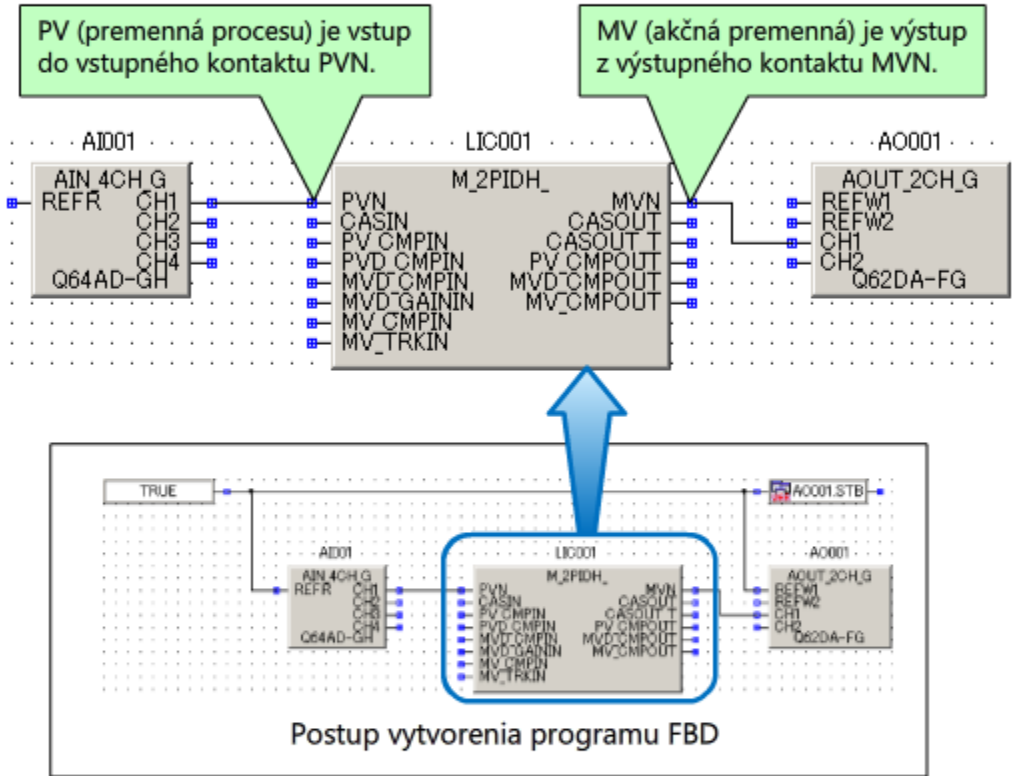 PV (premenná procesu) je vstup
do vstupného kontaktu PVN.
MV (akčná premenná) je výstup
z výstupného kontaktu MVN.
AI001
AIN_4CH_G
REFR CH1
CH2
CH3
CH4
Q64AD-GH
LIC001
M_2PIDH_
PVN MVN
CASIN CASOUT
PV_CMPIN CASOUT_T
PVD_CMPIN PV_CMPOUT
MVD_CMPIN MVD_CMPOUT
MVD_GAININ MV_CMPOUT
MV_CMPIN
MV_TRKIN
AO001
AOUT_2CH_G
REFW1
REFW2
CH1
CH2
Q62DA-FG
TRUE
AO001.STB
AI001
AIN_4CH_G
REFR CH1
CH2
CH3
CH4
Q64AD-GH
LIC001
M_2PIDH_
PVN MVN
CASIN CASOUT
PV_CMPIN CASOUT_T
PVD_CMPIN PV_CMPOUT
MVD_CMPIN MVD_CMPOUT
MVD_GAININ MV_CMPOUT
MV_CMPIN
MV_TRKIN
AO001
AOUT_2CH_G
REFW1
REFW2
CH1
CH2
Q62DA-FG
Postup vytvorenia programu FBD